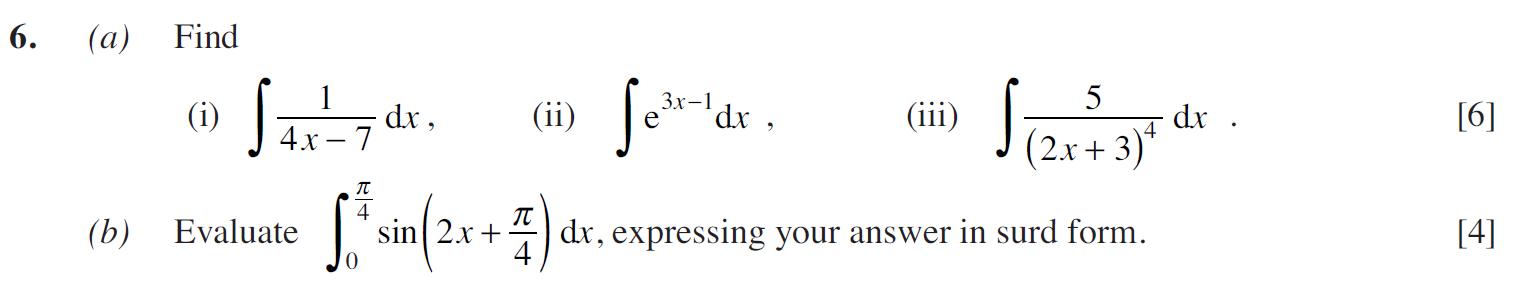 6. (a) Find
(i) ∫ 1/(4x – 7) dx , (ii) ∫ e^(3x–1) dx , (iii) ∫ 5/(2x + 3)^4 dx . [6]
(b) Evaluate ∫_0^(π/4) sin(2x + π/4) dx, expressing your answer in surd form. [4]